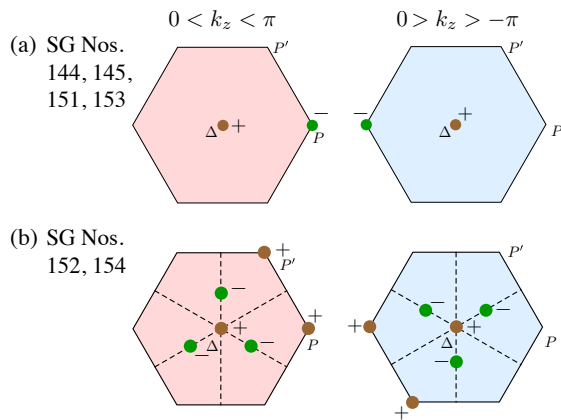 0 < k_z < π
0 > k_z > −π
(a) SG Nos.
144, 145,
151, 153
P′
Δ +
−
P
P′
−
+
Δ
P
(b) SG Nos.
152, 154
+
P′
−
+
Δ +
−
−
P
P′
−
−
+
+
Δ
−
P
+